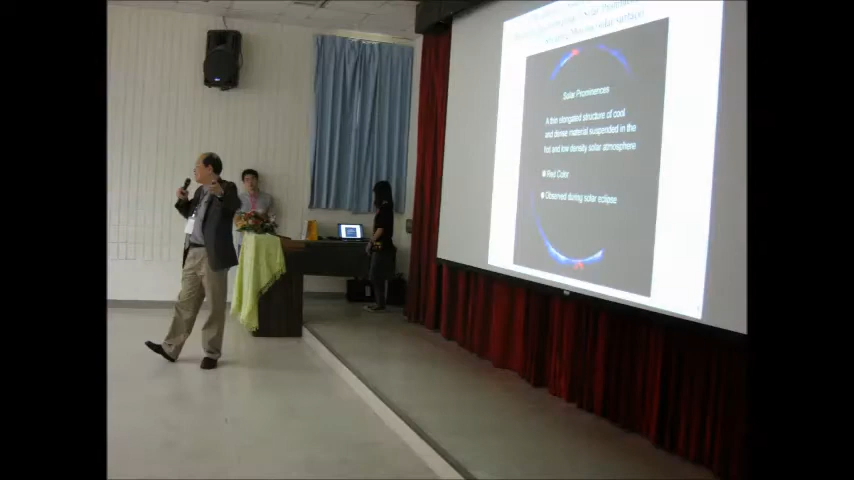 Solar Prominences
A thin elongated structure of cool
and dense material suspended in the
hot and low density solar atmosphere
Red Color
Observed during solar eclipse